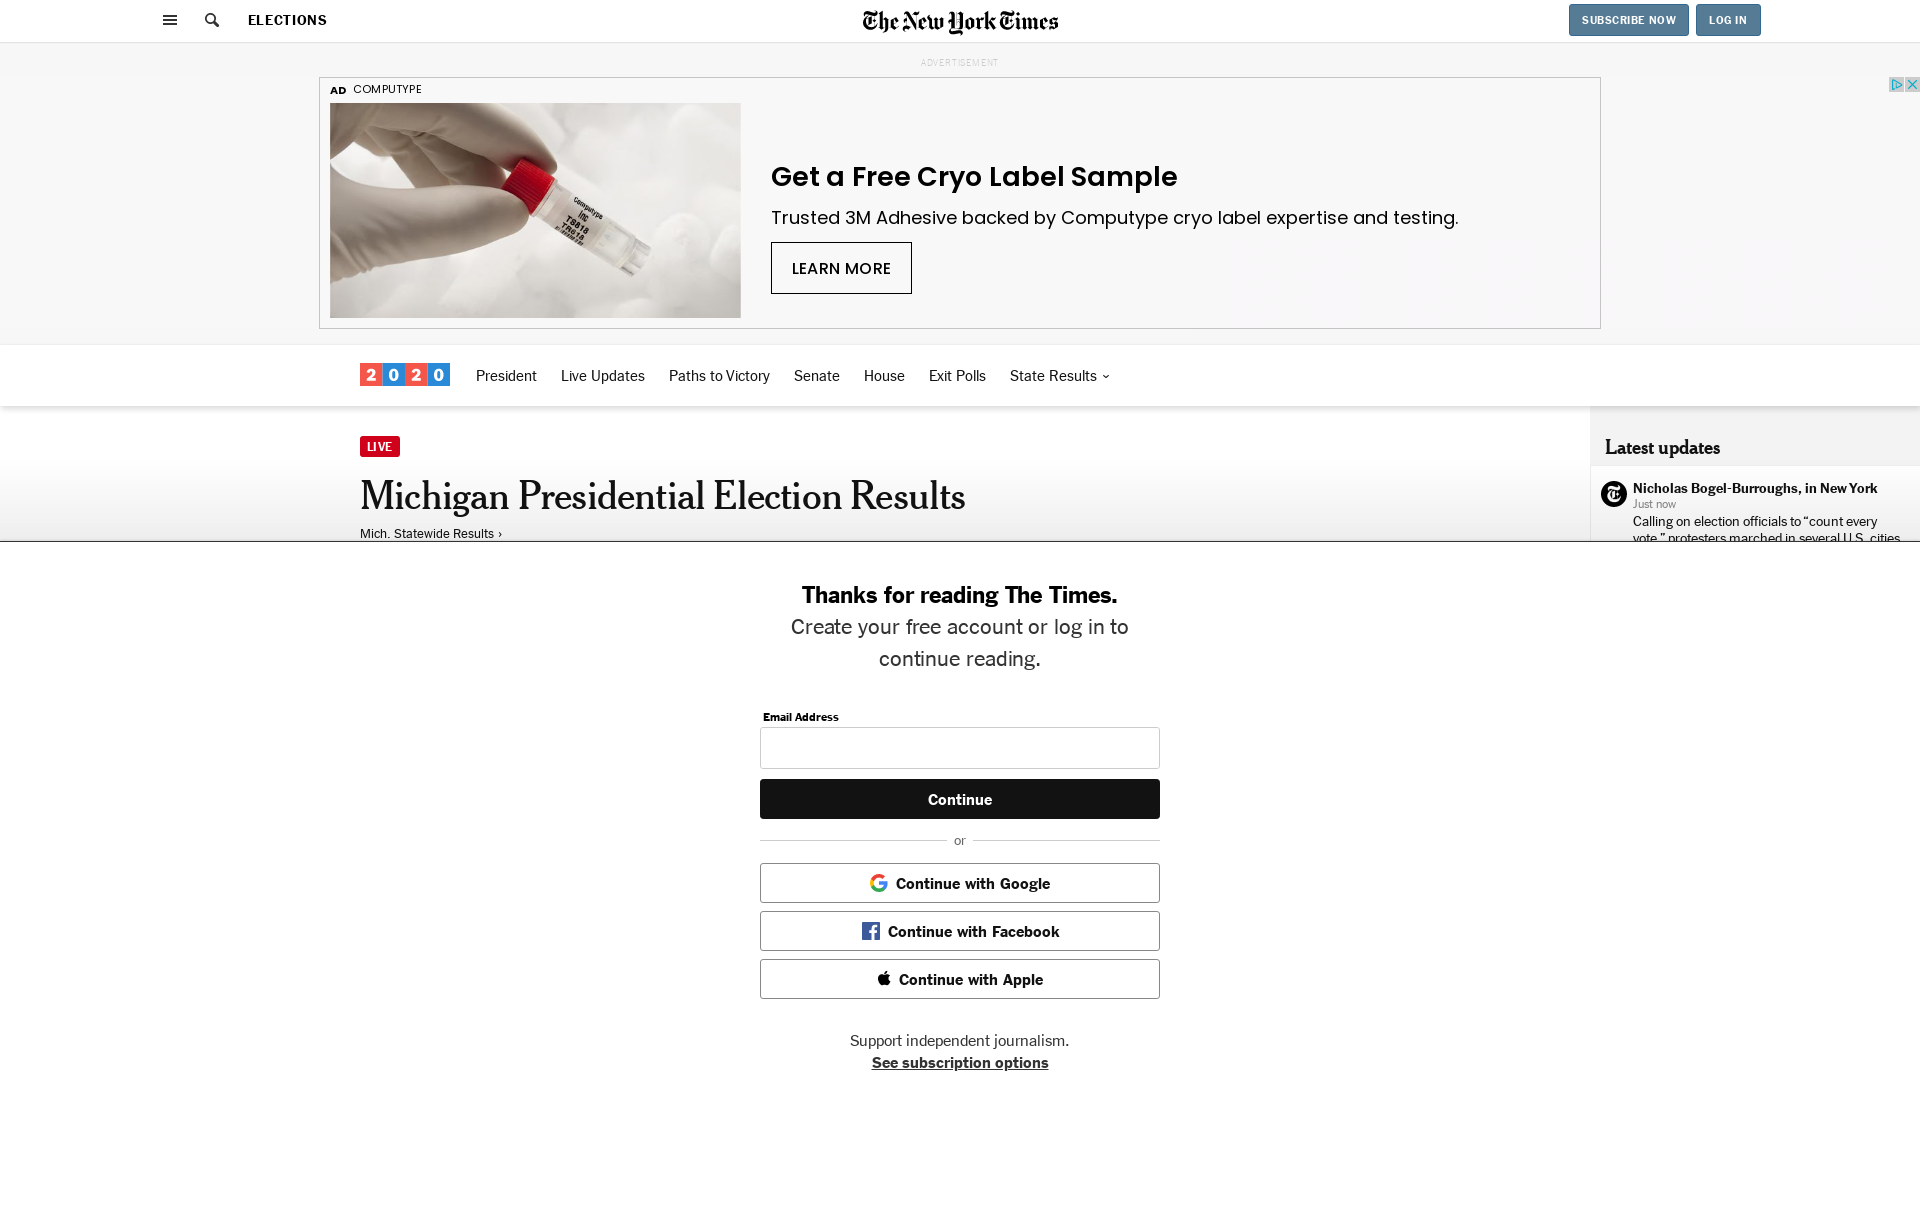 ELECTIONS
The New York Times
SUBSCRIBE NOW
LOG IN
ADVERTISEMENT
AD COMPUTYPE
Computype
inc
TS818
TR618
Get a Free Cryo Label Sample
Trusted 3M Adhesive backed by Computype cryo label expertise and testing.
LEARN MORE
2020
President
Live Updates
Paths to Victory
Senate
House
Exit Polls
State Results
LIVE
Michigan Presidential Election Results
Mich. Statewide Results ›
Latest updates
Nicholas Bogel-Burroughs, in New York
Just now
Calling on election officials to “count every
vote,” protesters marched in several U.S. cities
Thanks for reading The Times.
Create your free account or log in to
continue reading.
Email Address
Continue
or
Continue with Google
Continue with Facebook
Continue with Apple
Support independent journalism.
See subscription options